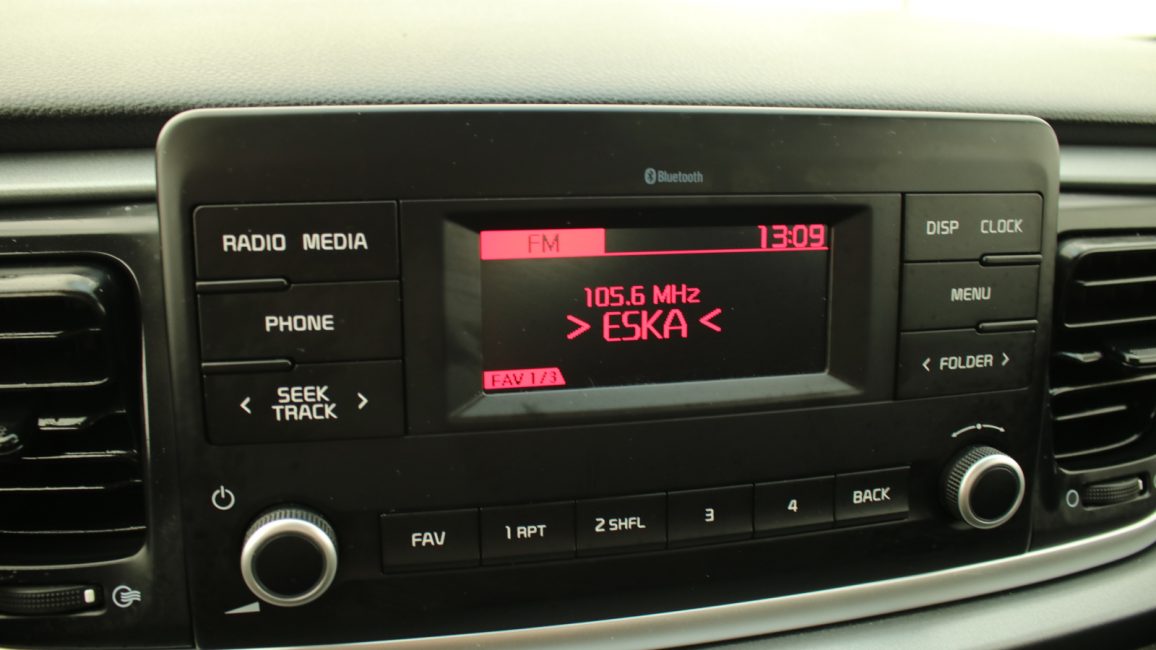 Bluetooth
RADIO MEDIA
PHONE
< SEEK TRACK >
FM 13:09
105.6 MHz
> ESKA <
FAV 1/3
DISP CLOCK
MENU
< FOLDER >
FAV 1 RPT 2 SHFL 3 4 BACK